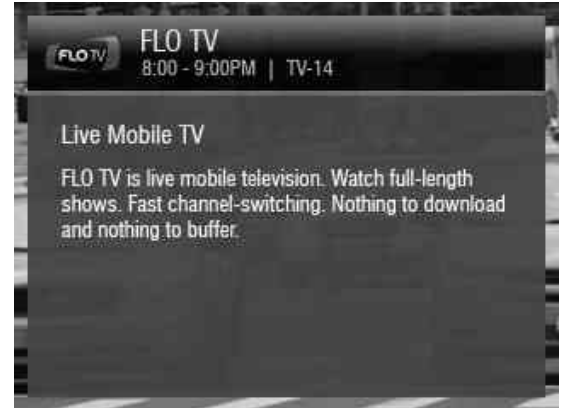 FLO TV
FLO TV
8:00 - 9:00PM | TV-14
Live Mobile TV
FLO TV is live mobile television. Watch full-length
shows. Fast channel-switching. Nothing to download
and nothing to buffer.